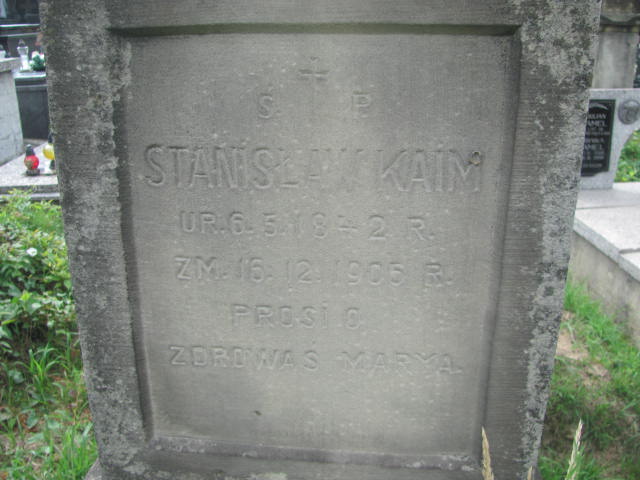 Ś P
STANISŁAW KAIM
UR. 6. 5. 1842 R.
ZM. 16. 12. 1905 R.
PROSI O
ZDROWAŚ MARYA.